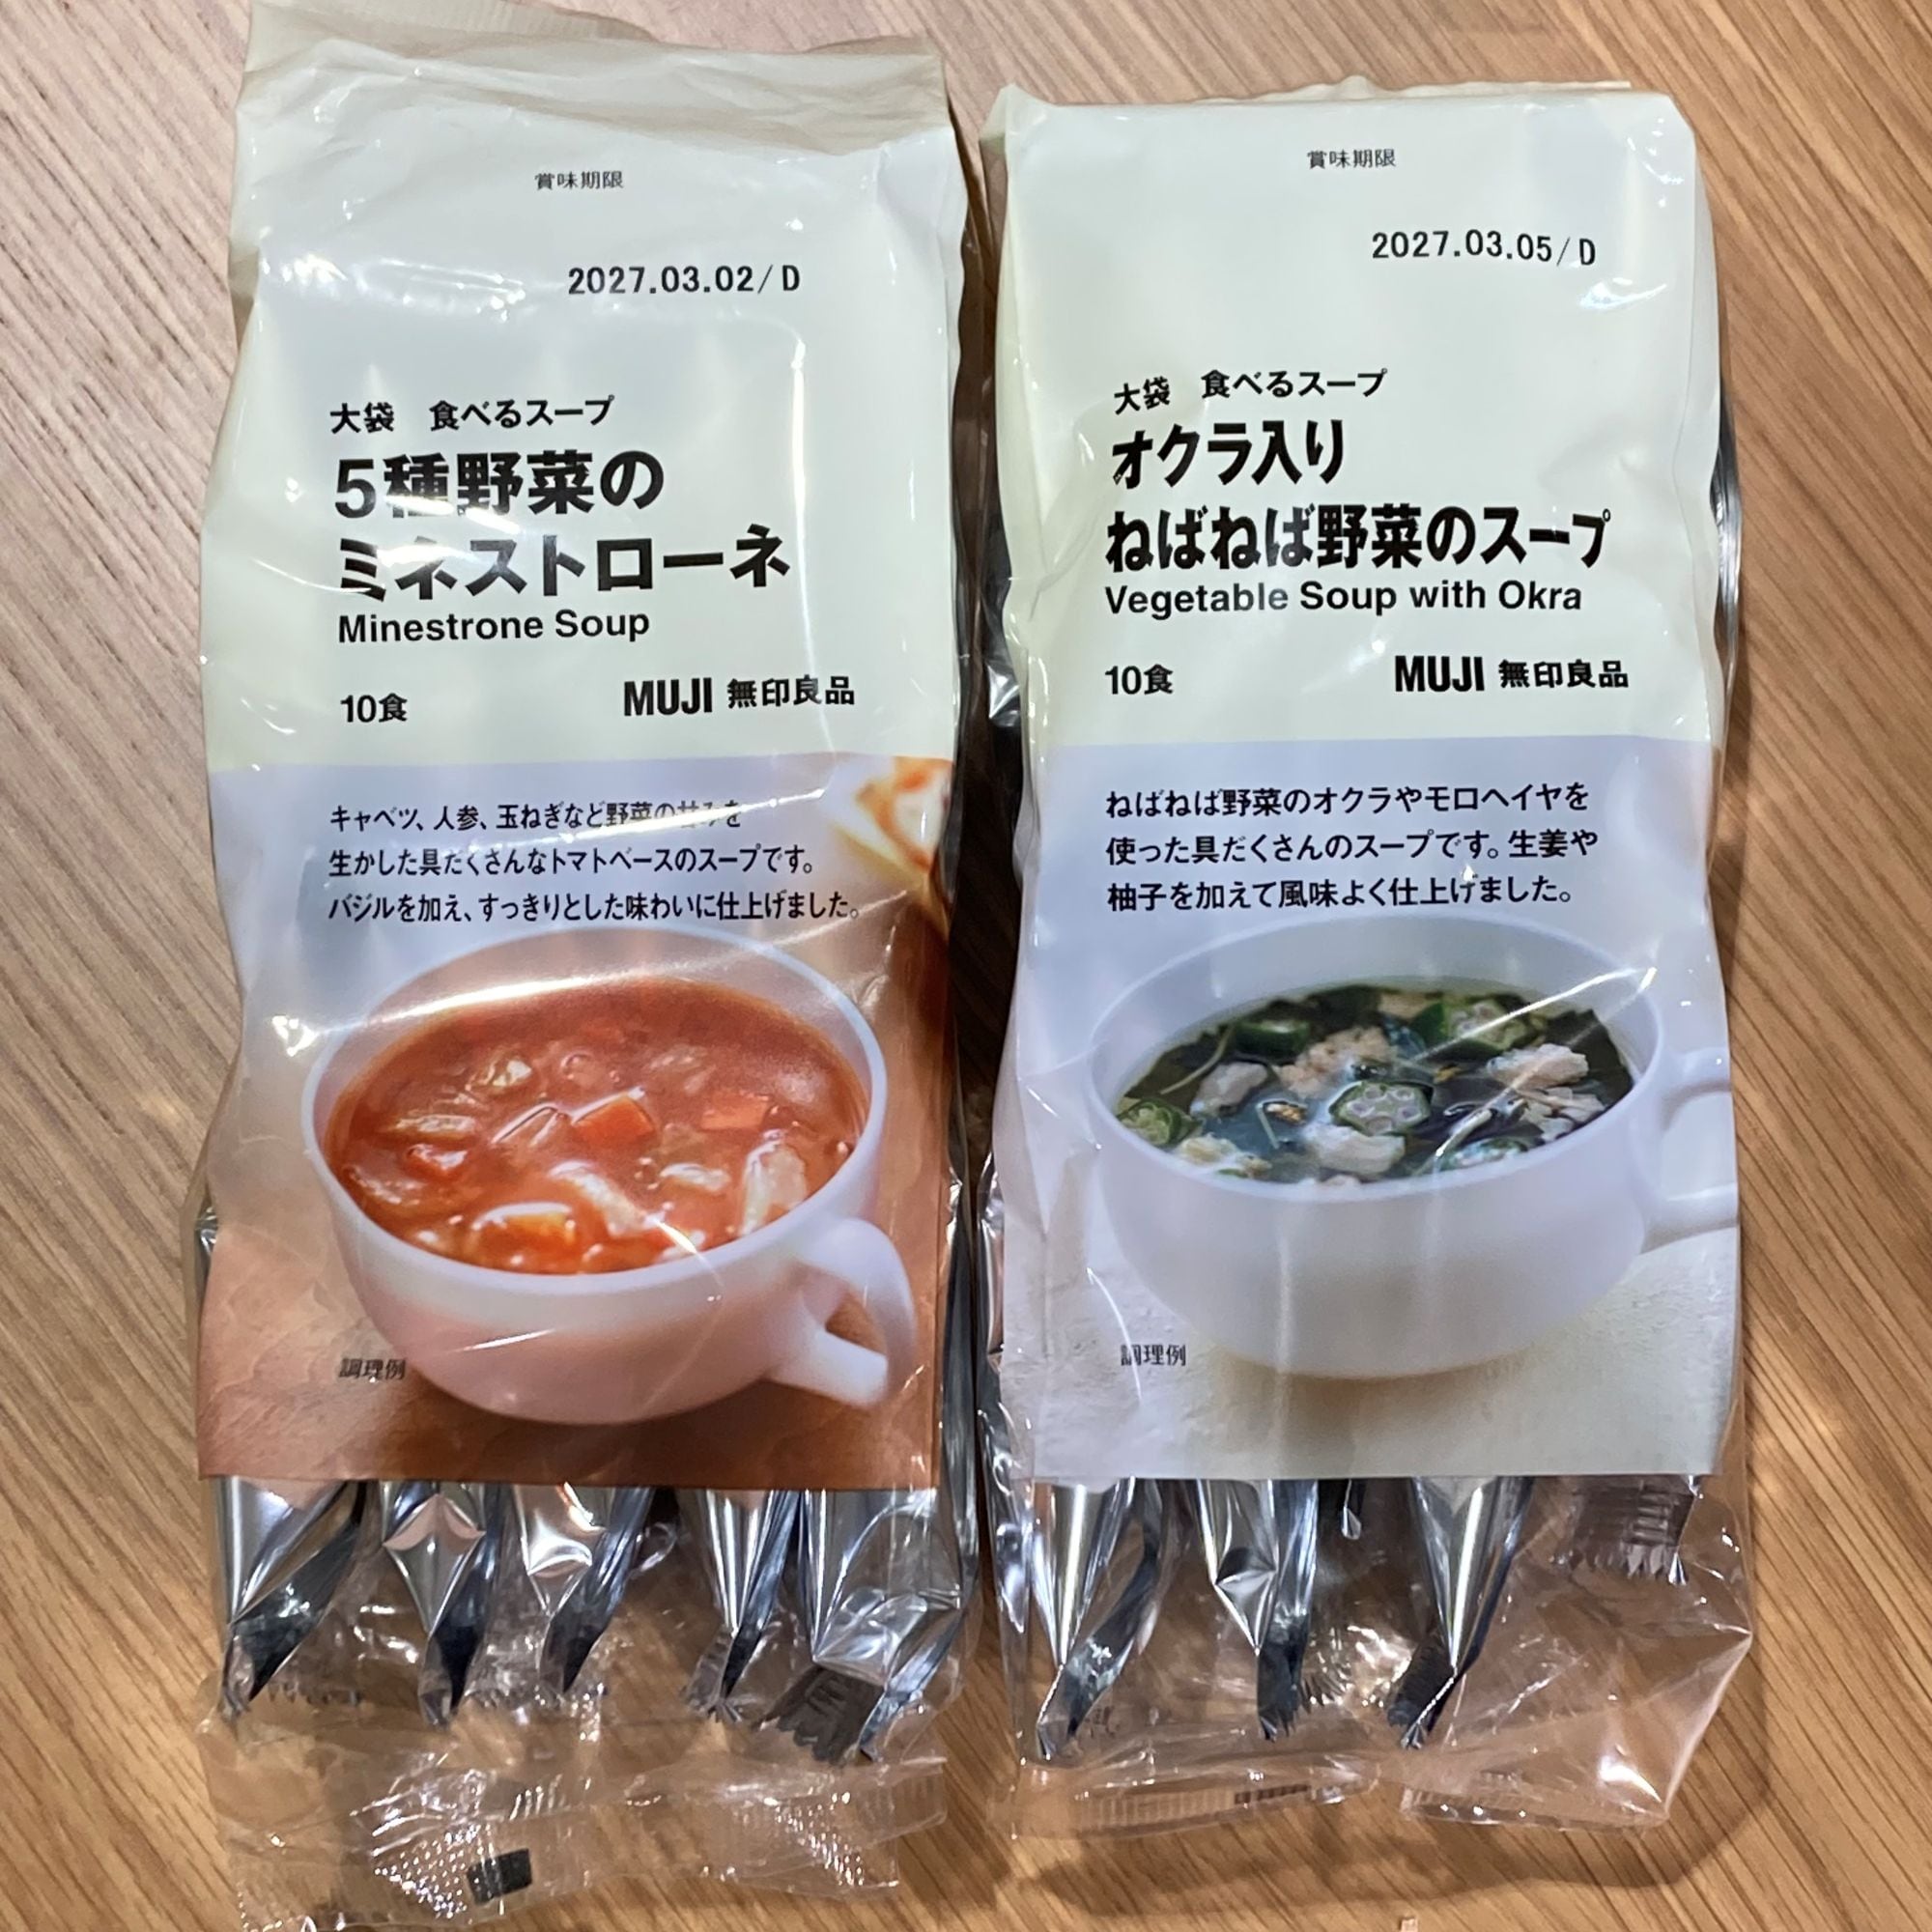 賞味期限
2027.03.02/D
大袋 食べるスープ
5種野菜の
ミネストローネ
Minestrone Soup
10食
MUJI 無印良品
キャベツ、人参、玉ねぎなど野菜の甘みを
生かした具だくさんなトマトベースのスープです。
バジルを加え、すっきりとした味わいに仕上げました。
調理例
賞味期限
2027.03.05/D
大袋 食べるスープ
オクラ入り
ねばねば野菜のスープ
Vegetable Soup with Okra
10食
MUJI 無印良品
ねばねば野菜のオクラやモロヘイヤを
使った具だくさんのスープです。生姜や
柚子を加えて風味よく仕上げました。
調理例